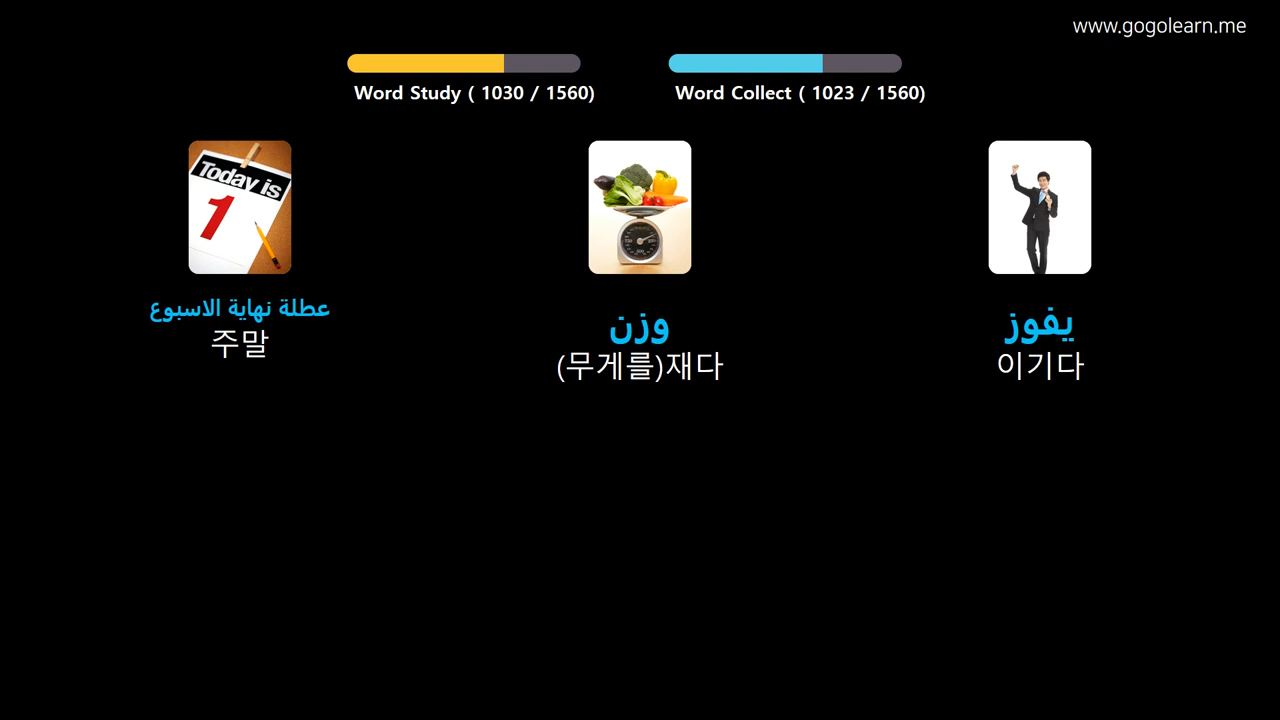 www.gogolearn.me
Word Study ( 1030 / 1560)
Word Collect ( 1023 / 1560)
Today is
1
عطلة نهاية الاسبوع
주말
وزن
(무게를)재다
يفوز
이기다